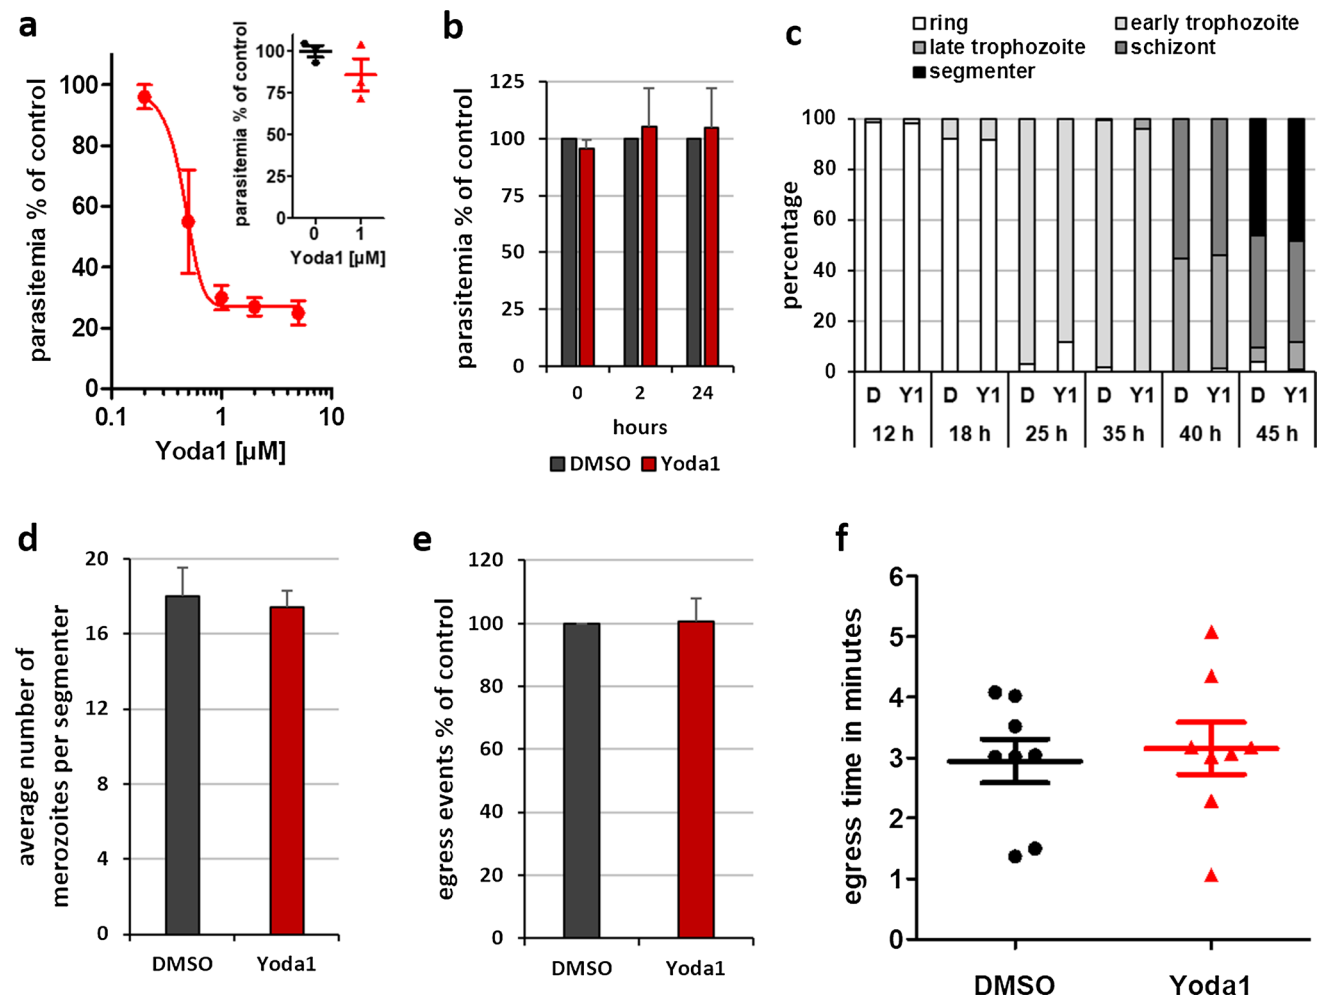 a
parasitemia % of control
100
80
60
40
20
0
0.1
1
10
Yoda1 [µM]
parasitemia % of control
100
75
50
25
0
0
1
Yoda1 [µM]
b
parasitemia % of control
125
100
75
50
25
0
0
2
24
hours
DMSO
Yoda1
c
ring
early trophozoite
late trophozoite
schizont
segmenter
percentage
100
80
60
40
20
0
D Y1 D Y1 D Y1 D Y1 D Y1 D Y1
12 h 18 h 25 h 35 h 40 h 45 h
d
average number of
merozoites per segmenter
20
16
12
8
4
0
DMSO
Yoda1
e
egress events % of control
120
100
80
60
40
20
0
DMSO
Yoda1
f
egress time in minutes
6
5
4
3
2
1
0
DMSO
Yoda1